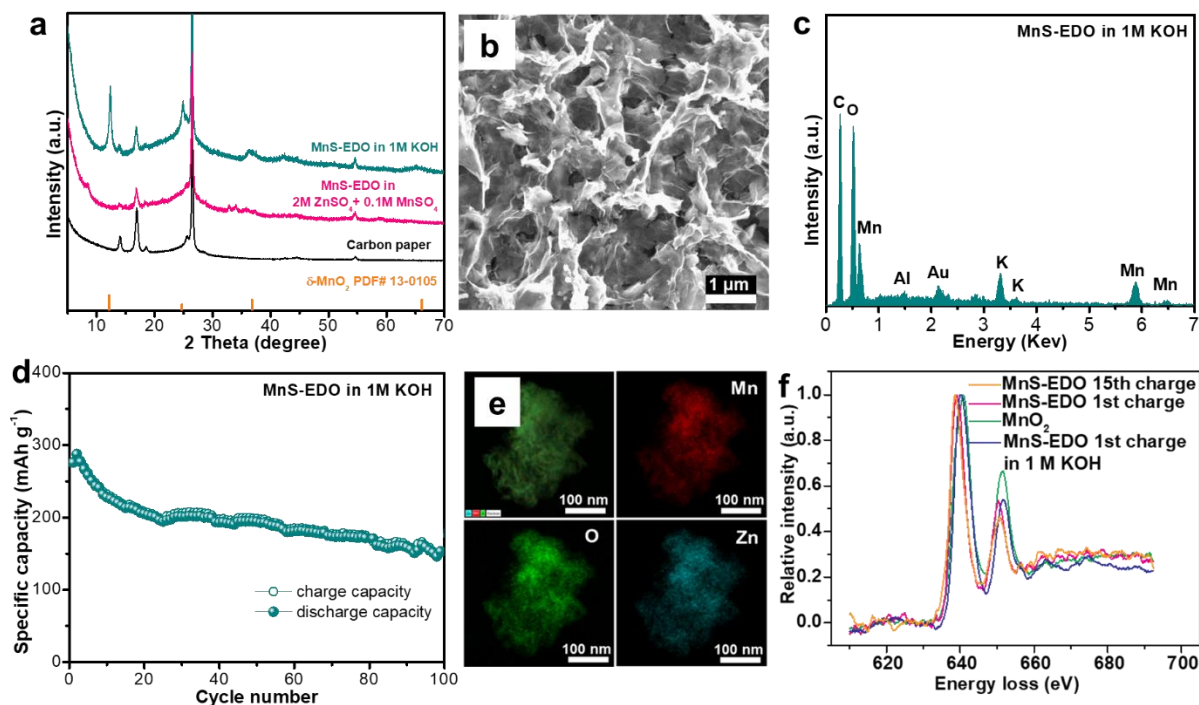 a
Intensity (a.u.)
MnS-EDO in 1M KOH
MnS-EDO in
2M ZnSO4 + 0.1M MnSO4
Carbon paper
δ-MnO2 PDF# 13-0105
10 20 30 40 50 60 70
2 Theta (degree)
b
1 µm
c
MnS-EDO in 1M KOH
Intensity (a.u.)
C O
Mn
Al
Au
K
K
Mn
Mn
0 1 2 3 4 5 6 7
Energy (Kev)
d
MnS-EDO in 1M KOH
Specific capacity (mAh g⁻¹)
400
300
200
100
0
charge capacity
discharge capacity
0 20 40 60 80 100
Cycle number
e
100 nm
Mn
100 nm
O
100 nm
Zn
100 nm
f
Relative intensity (a.u.)
1.0
0.8
0.6
0.4
0.2
0.0
MnS-EDO 15th charge
MnS-EDO 1st charge
MnO2
MnS-EDO 1st charge
in 1 M KOH
620 640 660 680 700
Energy loss (eV)